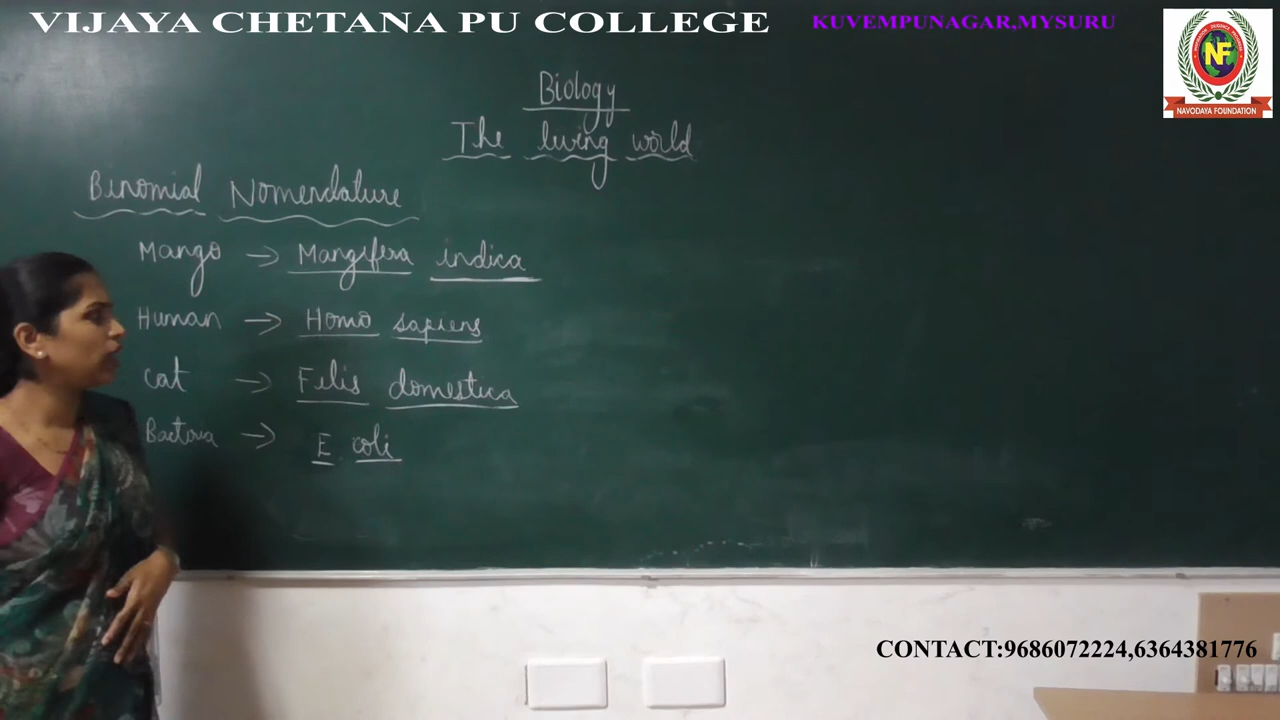 VIJAYA CHETANA PU COLLEGE
KUVEMPUNAGAR,MYSURU
NF
NAVODAYA FOUNDATION
Biology
The living world
Binomial Nomenclature
Mango → Mangifera indica
Human → Homo sapiens
Cat → Felis domestica
Bacteria → E coli
CONTACT:9686072224,6364381776